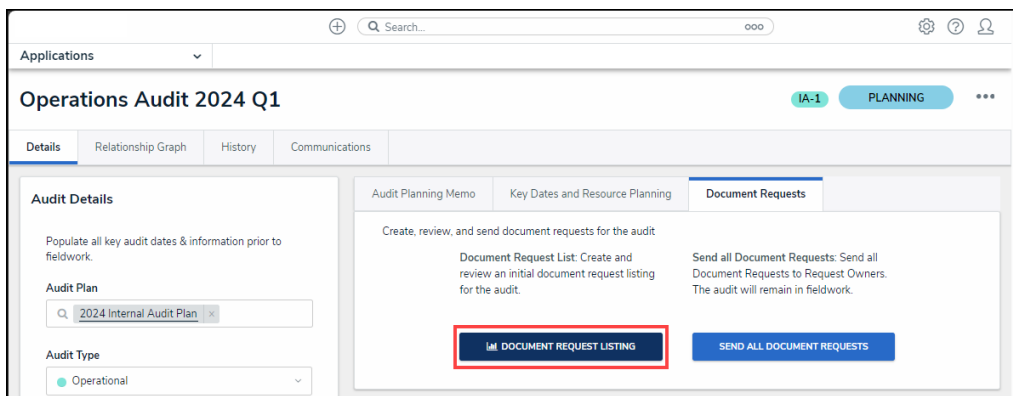 Search...
Applications
Operations Audit 2024 Q1
IA-1
PLANNING
Details
Relationship Graph
History
Communications
Audit Details
Populate all key audit dates & information prior to
fieldwork.
Audit Plan
2024 Internal Audit Plan ×
Audit Type
Operational
Audit Planning Memo
Key Dates and Resource Planning
Document Requests
Create, review, and send document requests for the audit
Document Request List: Create and
review an initial document request listing
for the audit.
DOCUMENT REQUEST LISTING
Send all Document Requests: Send all
Document Requests to Request Owners.
The audit will remain in fieldwork.
SEND ALL DOCUMENT REQUESTS